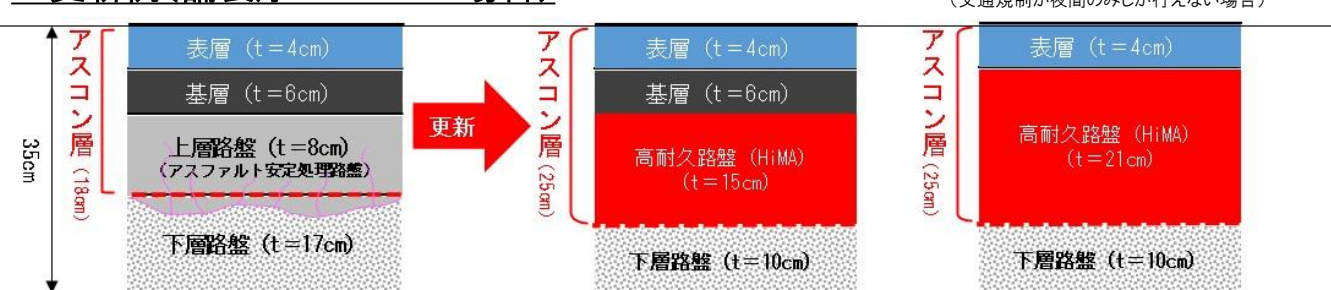 （交通規制が夜間のみしか行えない場合）
35cm
アスコン層（18cm）
表層（t＝4cm）
基層（t＝6cm）
上層路盤（t＝8cm）
（アスファルト安定処理路盤）
下層路盤（t＝17cm）
更新
アスコン層（25cm）
表層（t＝4cm）
基層（t＝6cm）
高耐久路盤（HiMA）
（t＝15cm）
下層路盤（t＝10cm）
アスコン層（25cm）
表層（t＝4cm）
高耐久路盤（HiMA）
（t＝21cm）
下層路盤（t＝10cm）